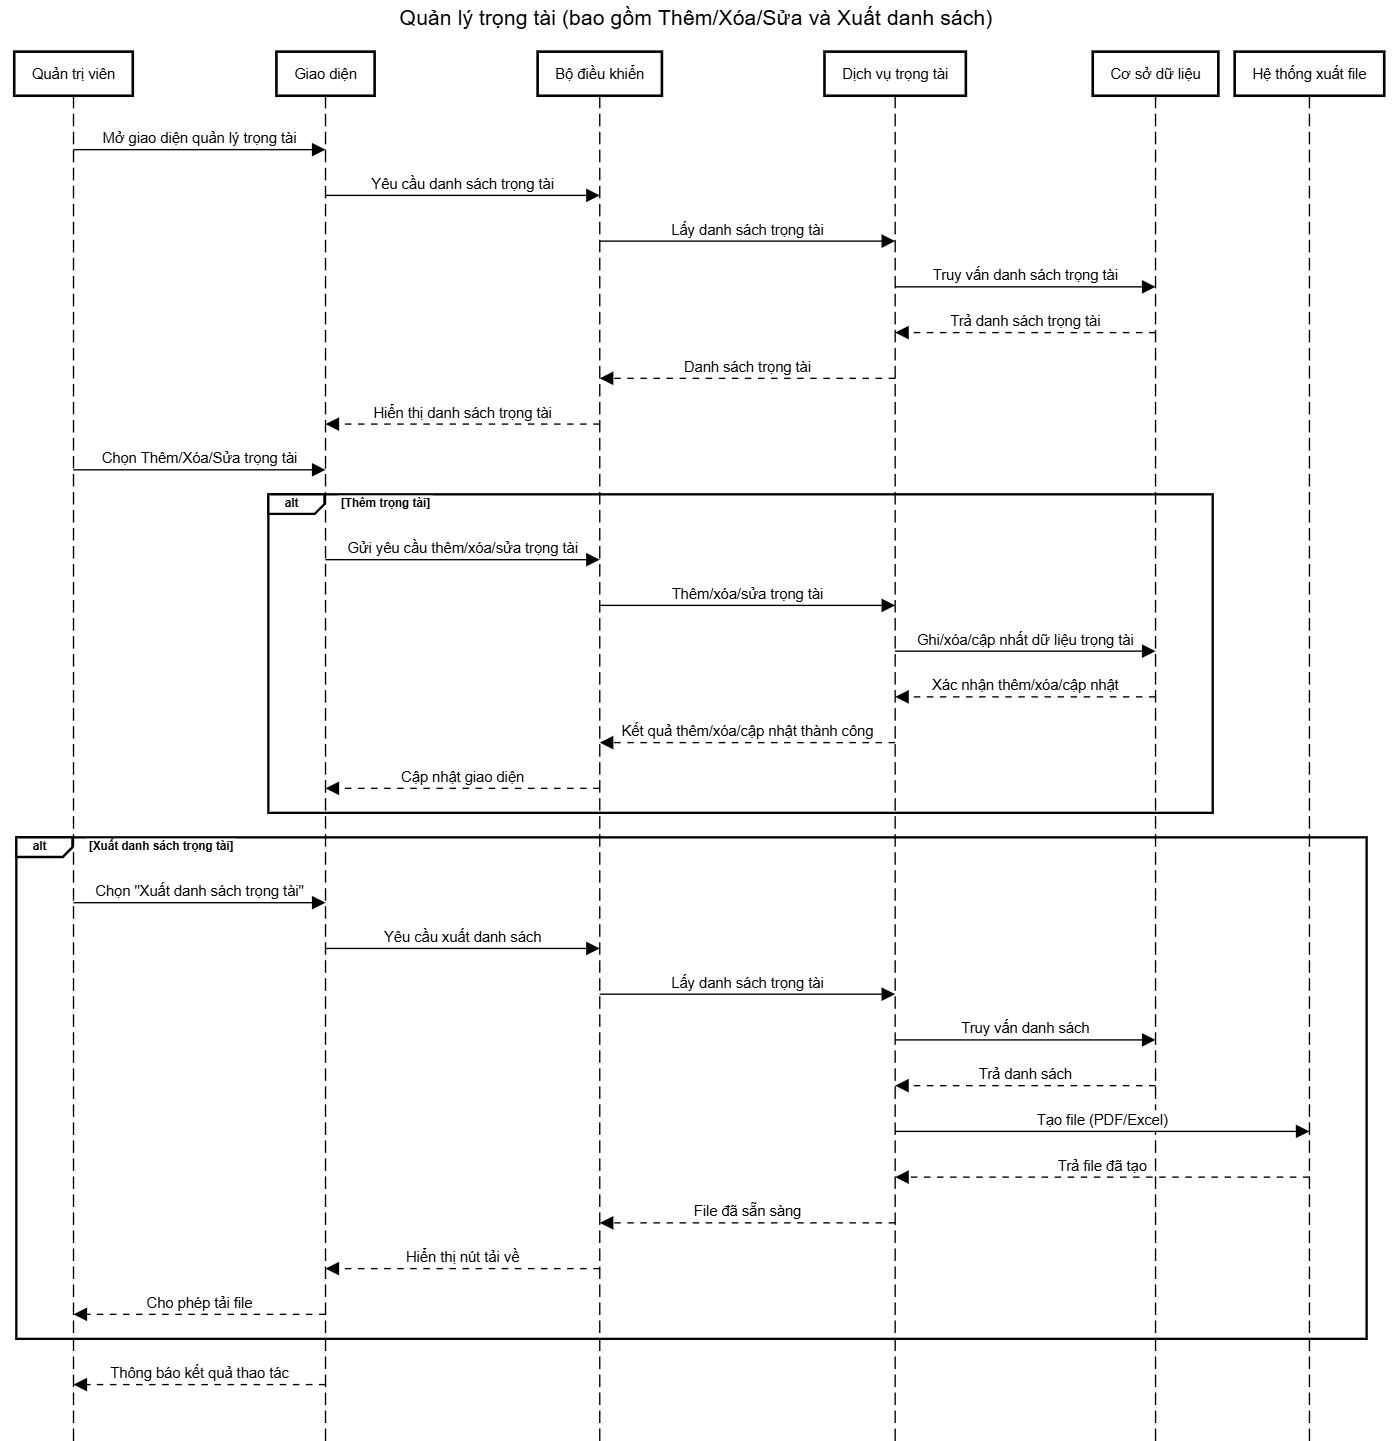 Quản lý trọng tài (bao gồm Thêm/Xóa/Sửa và Xuất danh sách)
Quản trị viên
Giao diện
Bộ điều khiển
Dịch vụ trọng tài
Cơ sở dữ liệu
Hệ thống xuất file
Mở giao diện quản lý trọng tài
Yêu cầu danh sách trọng tài
Lấy danh sách trọng tài
Truy vấn danh sách trọng tài
Trả danh sách trọng tài
Danh sách trọng tài
Hiển thị danh sách trọng tài
Chọn Thêm/Xóa/Sửa trọng tài
alt [Thêm trọng tài]
Gửi yêu cầu thêm/xóa/sửa trọng tài
Thêm/xóa/sửa trọng tài
Ghi/xóa/cập nhất dữ liệu trọng tài
Xác nhận thêm/xóa/cập nhật
Kết quả thêm/xóa/cập nhật thành công
Cập nhật giao diện
alt [Xuất danh sách trọng tài]
Chọn "Xuất danh sách trọng tài"
Yêu cầu xuất danh sách
Lấy danh sách trọng tài
Truy vấn danh sách
Trả danh sách
Tạo file (PDF/Excel)
Trả file đã tạo
File đã sẵn sàng
Hiển thị nút tải về
Cho phép tải file
Thông báo kết quả thao tác